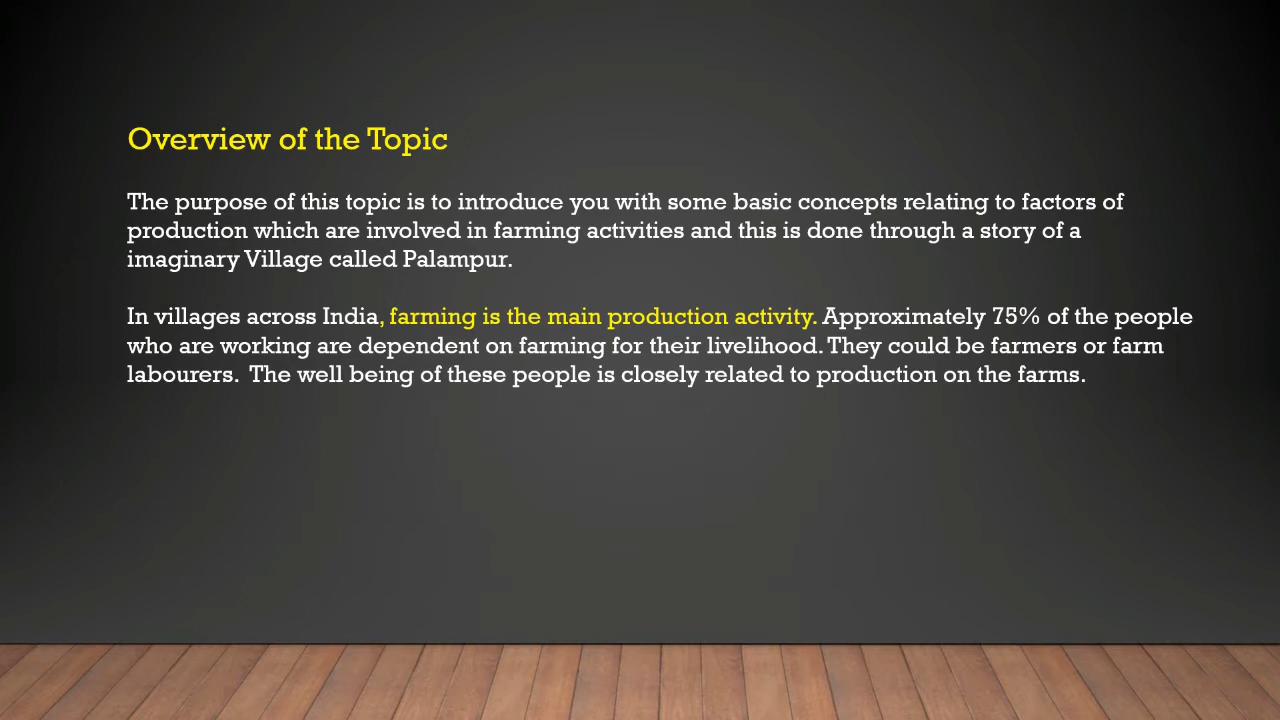 Overview of the Topic
The purpose of this topic is to introduce you with some basic concepts relating to factors of
production which are involved in farming activities and this is done through a story of a
imaginary Village called Palampur.
In villages across India, farming is the main production activity. Approximately 75% of the people
who are working are dependent on farming for their livelihood. They could be farmers or farm
labourers.  The well being of these people is closely related to production on the farms.